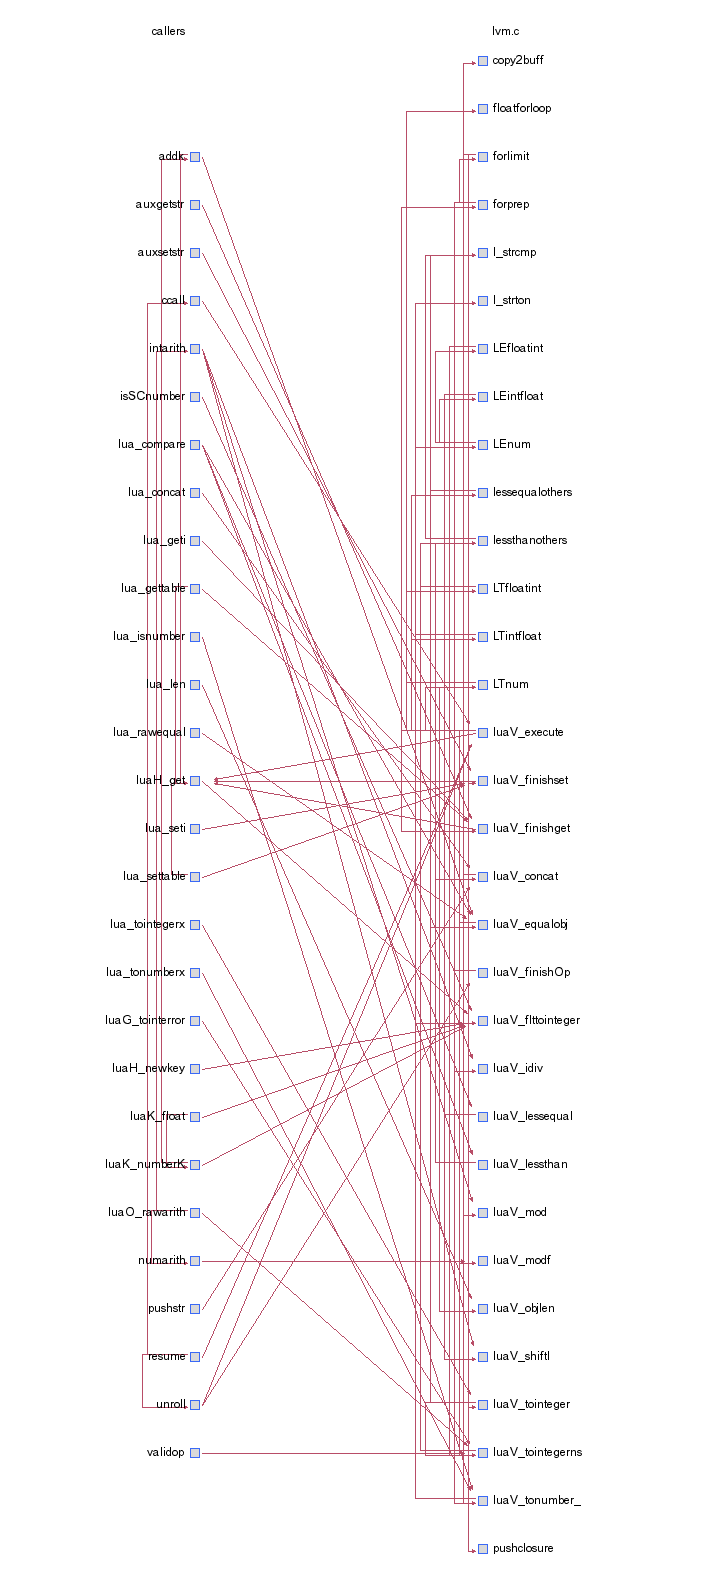 callers
lvm.c
copy2buff
floatforloop
addk
forlimit
auxgetstr
forprep
auxsetstr
l_strcmp
ccall
l_strton
intarith
LEfloatint
isSCnumber
LEintfloat
lua_compare
LEnum
lua_concat
lessequalothers
lua_geti
lessthanothers
lua_gettable
LTfloatint
lua_isnumber
LTintfloat
lua_len
LTnum
lua_rawequal
luaV_execute
luaH_get
luaV_finishset
lua_seti
luaV_finishget
lua_settable
luaV_concat
lua_tointegerx
luaV_equalobj
lua_tonumberx
luaV_finishOp
luaG_tointerror
luaV_flttointeger
luaH_newkey
luaV_idiv
luaK_float
luaV_lessequal
luaK_numberK
luaV_lessthan
luaO_rawarith
luaV_mod
numarith
luaV_modf
pushstr
luaV_objlen
resume
luaV_shiftl
unroll
luaV_tointeger
validop
luaV_tointegerns
luaV_tonumber_
pushclosure